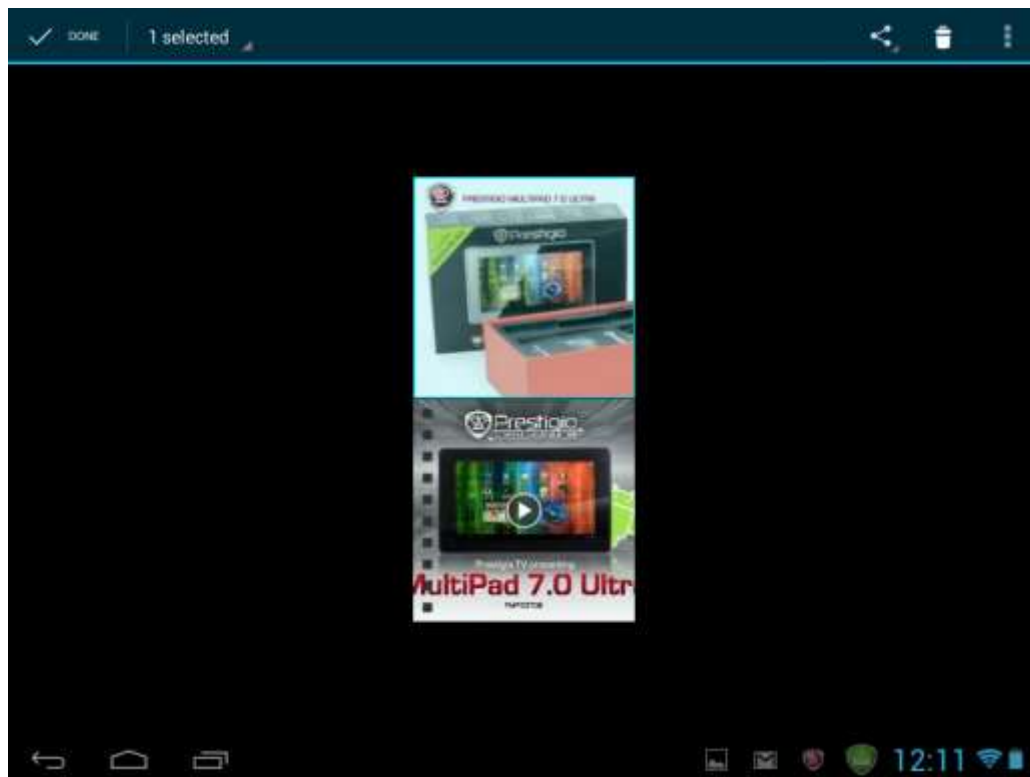 DONE
1 selected
PRESTIGIO MULTIPAD 7.0 ULTRA
Prestigio
Prestigio
Prestigio TV presenting
MultiPad 7.0 Ultr
12:11